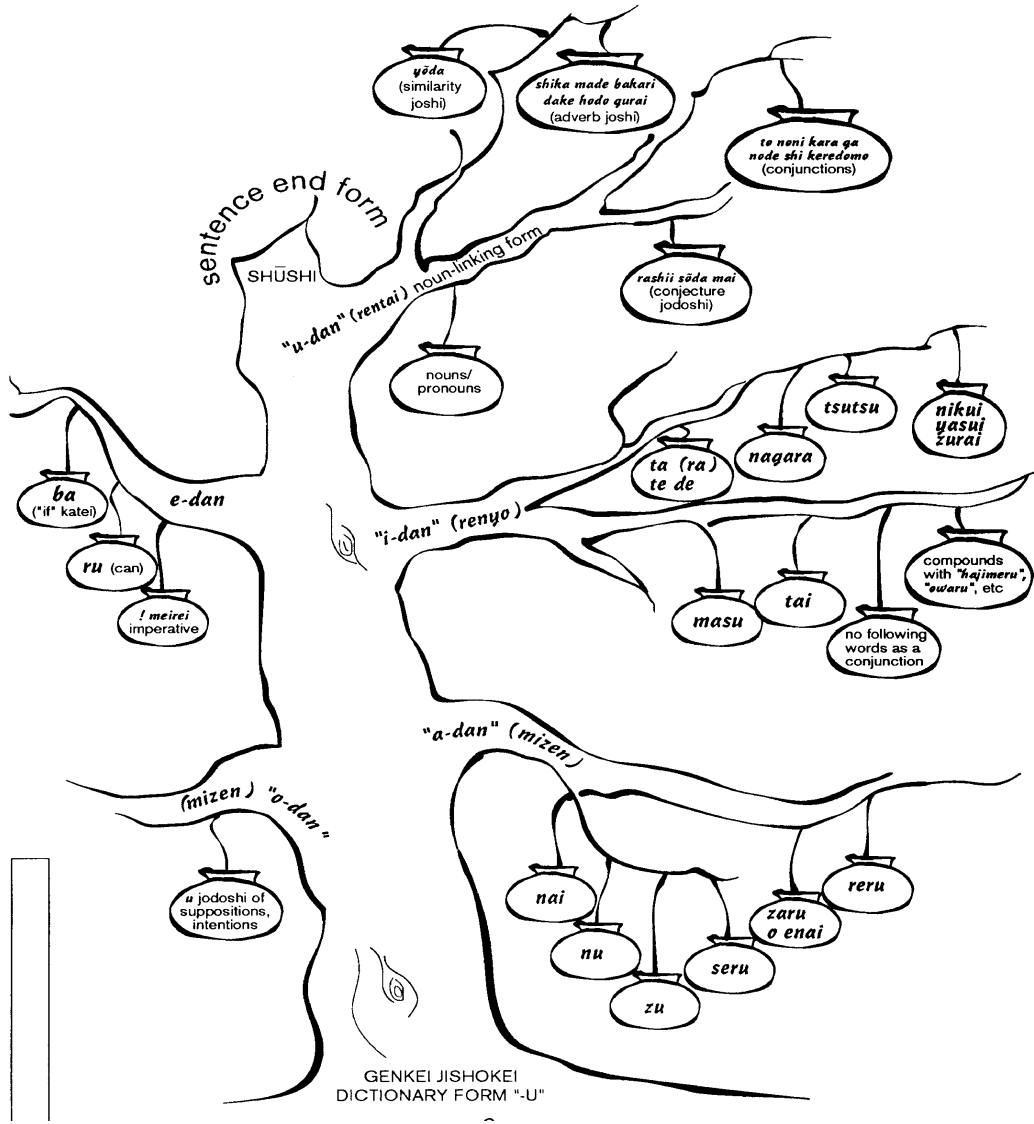 yōda
(similarity
joshi)
shika made bakari
dake hodo gurai
(adverb joshi)
to noni kara ga
node shi keredomo
(conjunctions)
sentence end form
SHŪSHI
"u-dan" (rentai) noun-linking form
rashii sōda mai
(conjecture
jodoshi)
nouns/
pronouns
tsutsu
nikui
yasui
zurai
nagara
ta (ra)
te de
ba
("if" katei)
e-dan
ru (can)
! meirei
imperative
"i-dan" (renyo)
masu
tai
no following
words as a
conjunction
compounds
with "hajimeru",
"owaru", etc
"a-dan" (mizen)
(mizen) "o-dan"
u jodoshi of
suppositions,
intentions
nai
nu
zu
seru
zaru
o enai
reru
GENKEI JISHOKEI
DICTIONARY FORM "-U"